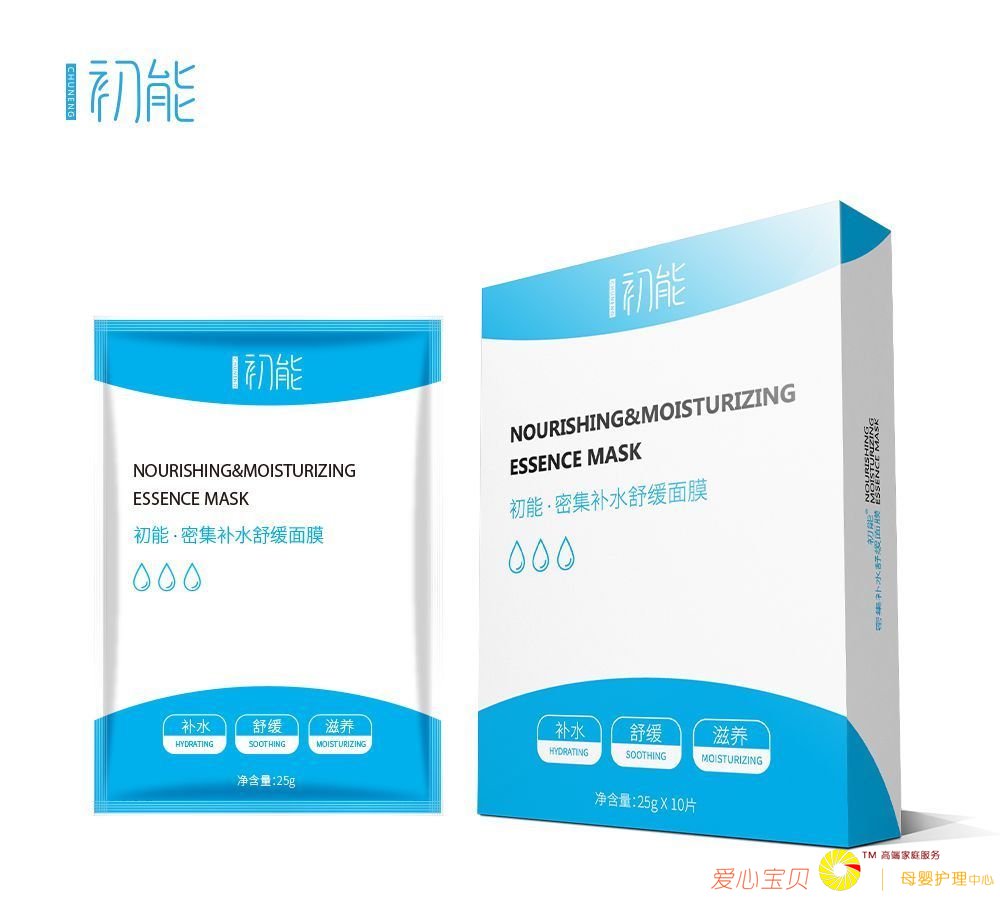 CHUNENG
初能
CHUNENG
初能
NOURISHING&MOISTURIZING
ESSENCE MASK
初能·密集补水舒缓面膜
补水
HYDRATING
舒缓
SOOTHING
滋养
MOISTURIZING
净含量:25g
CHUNENG
初能
NOURISHING&MOISTURIZING
ESSENCE MASK
初能·密集补水舒缓面膜
补水
HYDRATING
舒缓
SOOTHING
滋养
MOISTURIZING
净含量:25g X 10片
NOURISHING
MOISTURIZING
ESSENCE MASK
初能®
密集补水舒缓面膜
爱心宝贝
TM 高端家庭服务
母婴护理中心